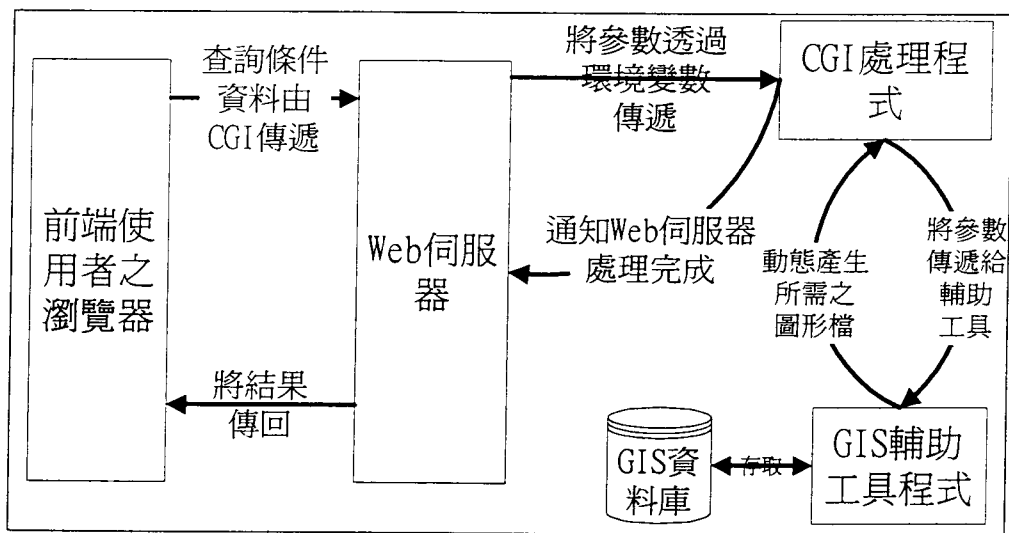 查詢條件
資料由
CGI傳遞
將參數透過
環境變數
傳遞
CGI處理程
式
前端使
用者之
瀏覽器
Web伺服
器
通知Web伺服器
處理完成
動態產生
所需之
圖形檔
將參數
傳遞給
輔助
工具
將結果
傳回
GIS資
料庫
存取
GIS輔助
工具程式